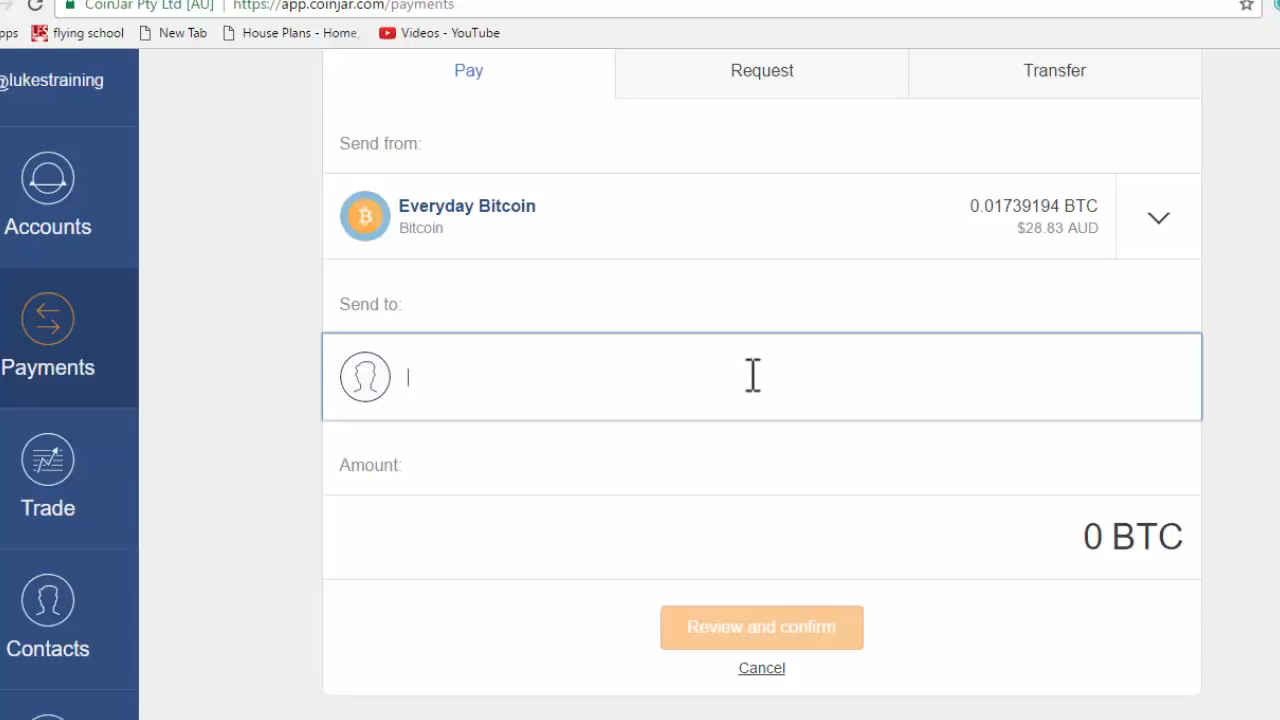 CoinJar Pty Ltd [AU] | https://app.coinjar.com/payments
pps flying school New Tab House Plans - Home, Videos - YouTube
@lukestraining
Accounts
Payments
Trade
Contacts
Pay Request Transfer
Send from:
Everyday Bitcoin 0.01739194 BTC
Bitcoin $28.83 AUD
Send to:
Amount:
0 BTC
Review and confirm
Cancel